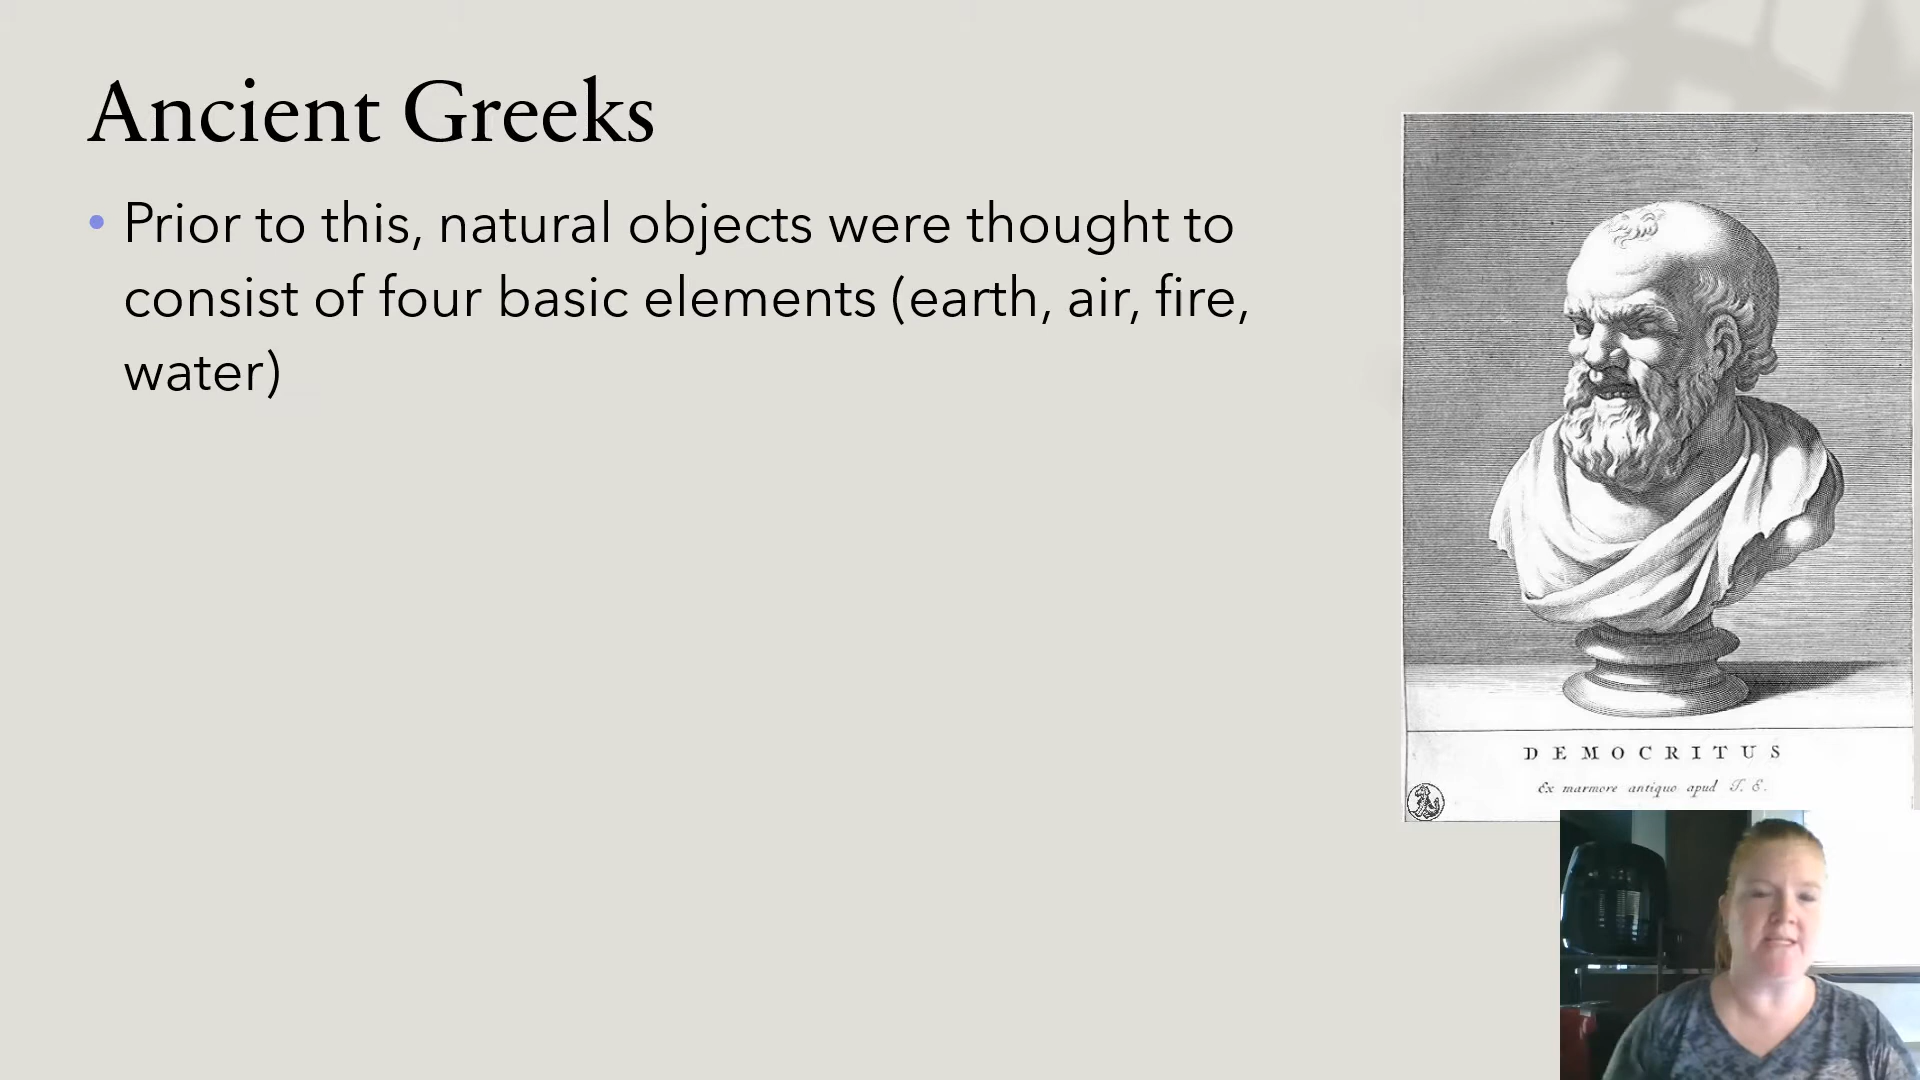 Ancient Greeks
• Prior to this, natural objects were thought to
consist of four basic elements (earth, air, fire,
water)
DEMOCRITUS
Ex marmore antiquo apud J. E.